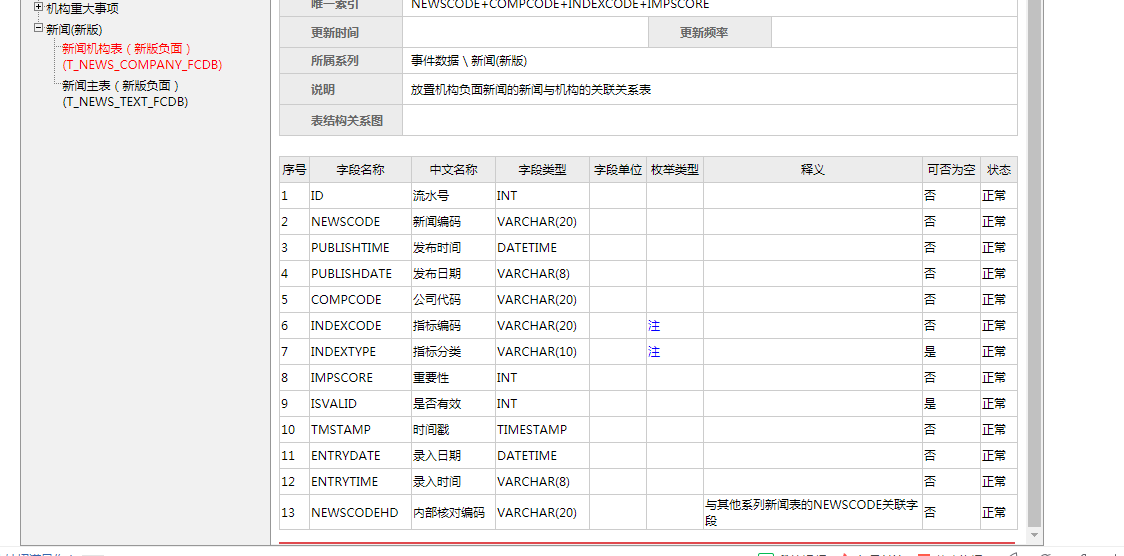 机构重大事项
新闻(新版)
新闻机构表（新版负面）
(T_NEWS_COMPANY_FCDB)
新闻主表（新版负面）
(T_NEWS_TEXT_FCDB)
唯一索引 NEWSCODE+COMPCODE+INDEXCODE+IMPSCORE
更新时间 更新频率
所属系列 事件数据 \ 新闻(新版)
说明 放置机构负面新闻的新闻与机构的关联关系表
表结构关系图
序号 字段名称 中文名称 字段类型 字段单位 枚举类型 释义 可否为空 状态
1 ID 流水号 INT 否 正常
2 NEWSCODE 新闻编码 VARCHAR(20) 否 正常
3 PUBLISHTIME 发布时间 DATETIME 否 正常
4 PUBLISHDATE 发布日期 VARCHAR(8) 否 正常
5 COMPCODE 公司代码 VARCHAR(20) 否 正常
6 INDEXCODE 指标编码 VARCHAR(20) 注 否 正常
7 INDEXTYPE 指标分类 VARCHAR(10) 注 是 正常
8 IMPSCORE 重要性 INT 否 正常
9 ISVALID 是否有效 INT 是 正常
10 TMSTAMP 时间戳 TIMESTAMP 否 正常
11 ENTRYDATE 录入日期 DATETIME 否 正常
12 ENTRYTIME 录入时间 VARCHAR(8) 否 正常
13 NEWSCODEHD 内部核对编码 VARCHAR(20) 与其他系列新闻表的NEWSCODE关联字
段 否 正常